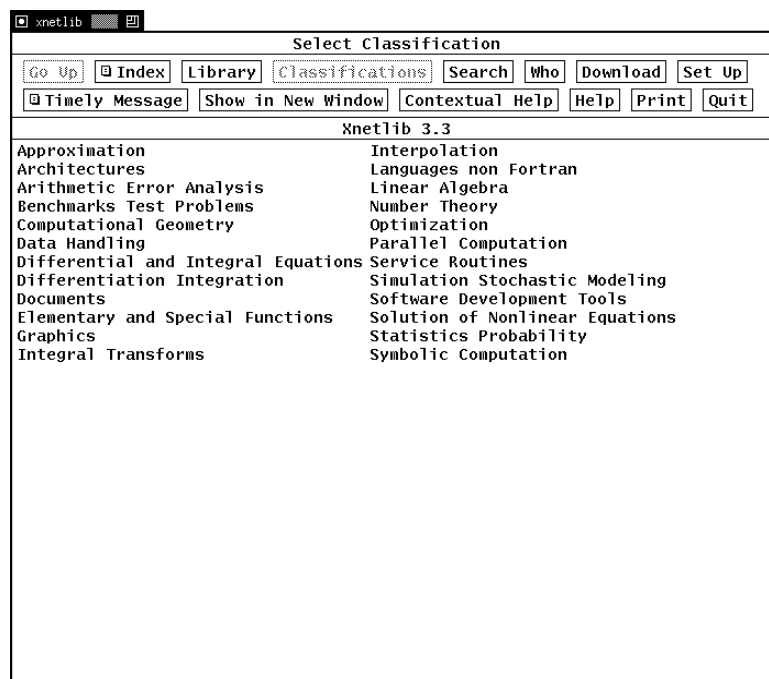 xnetlib
Select Classification
Go Up Index Library Classifications Search Who Download Set Up
Timely Message Show in New Window Contextual Help Help Print Quit
Xnetlib 3.3
Approximation Interpolation
Architectures Languages non Fortran
Arithmetic Error Analysis Linear Algebra
Benchmarks Test Problems Number Theory
Computational Geometry Optimization
Data Handling Parallel Computation
Differential and Integral Equations Service Routines
Differentiation Integration Simulation Stochastic Modeling
Documents Software Development Tools
Elementary and Special Functions Solution of Nonlinear Equations
Graphics Statistics Probability
Integral Transforms Symbolic Computation